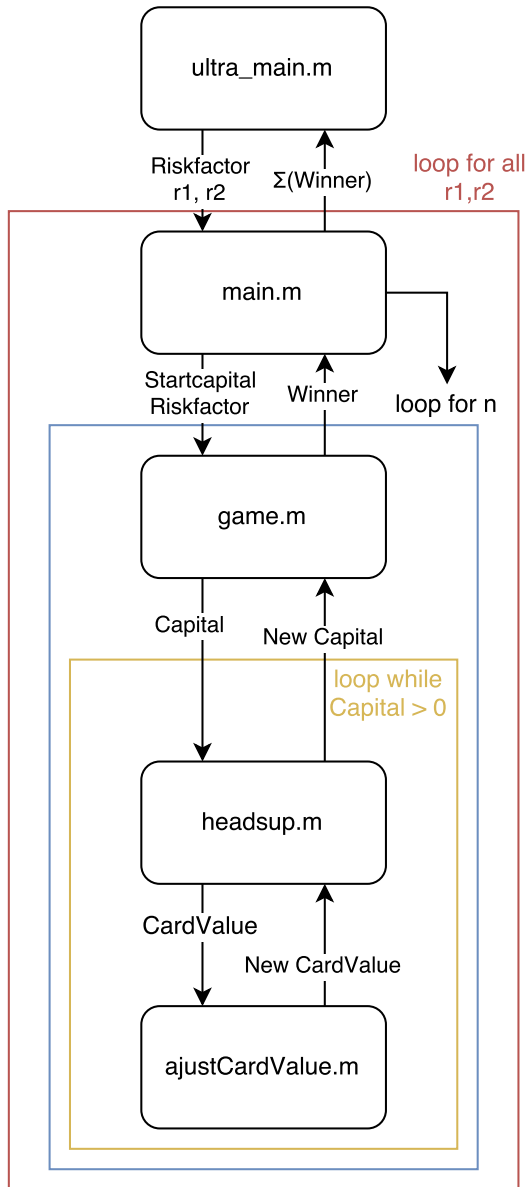 ultra_main.m
Riskfactor
r1, r2
Σ(Winner)
loop for all
r1,r2
main.m
Startcapital
Riskfactor
Winner
loop for n
game.m
Capital
New Capital
loop while
Capital > 0
headsup.m
CardValue
New CardValue
ajustCardValue.m